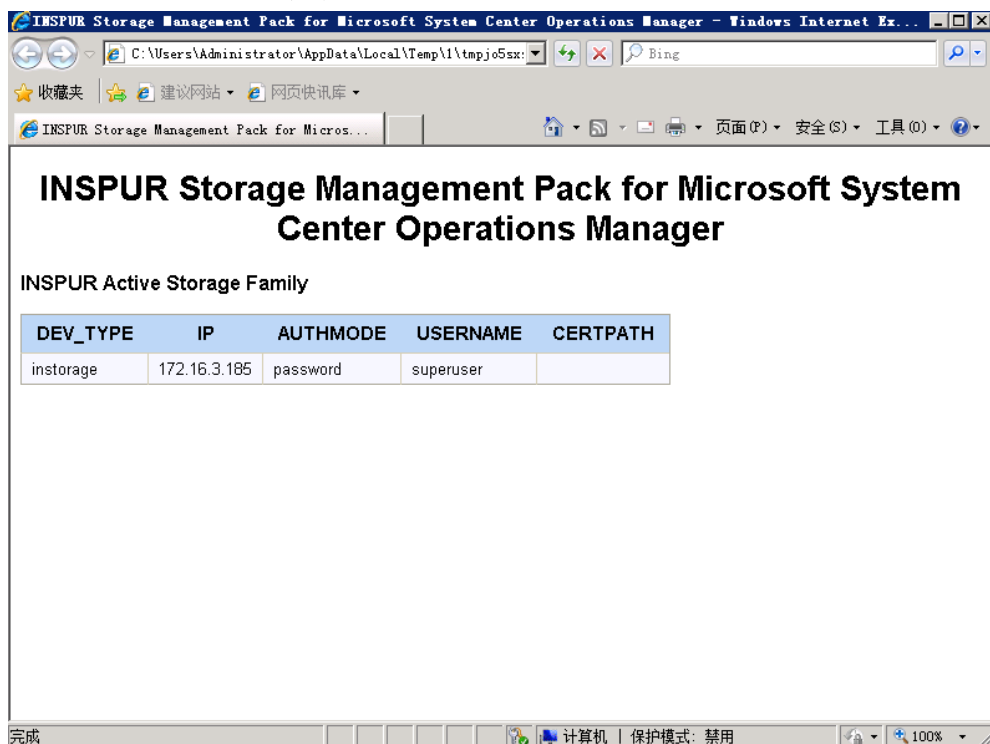 INSPUR Storage Management Pack for Microsoft System Center Operations Manager - Windows Internet Ex...
C:\Users\Administrator\AppData\Local\Temp\1\tmpjo5sx:
Bing
收藏夹 建议网站 网页快讯库
INSPUR Storage Management Pack for Micros...
页面(P) 安全(S) 工具(O)
INSPUR Storage Management Pack for Microsoft System
Center Operations Manager
INSPUR Active Storage Family
DEV_TYPE IP AUTHMODE USERNAME CERTPATH
instorage 172.16.3.185 password superuser
完成 计算机 | 保护模式: 禁用 100%